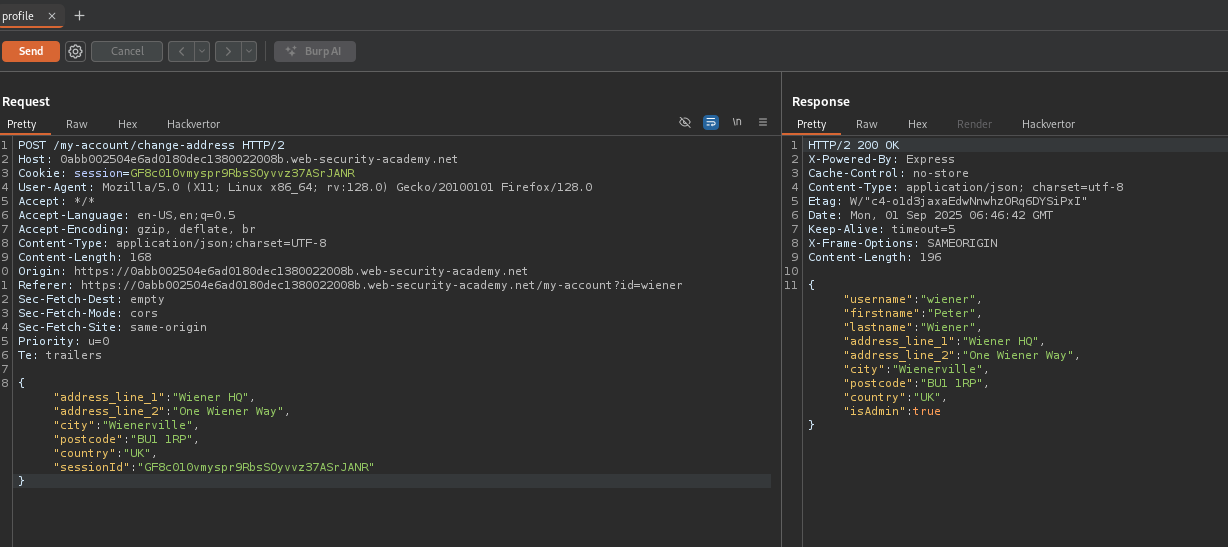 profile × +
Send Cancel < > Burp AI
Request
Pretty Raw Hex Hackvertor \n
1 POST /my-account/change-address HTTP/2
2 Host: 0abb002504e6ad0180dec1380022008b.web-security-academy.net
3 Cookie: session=GF8c010vmyspr9RbsSOyvvz37ASrJANR
4 User-Agent: Mozilla/5.0 (X11; Linux x86_64; rv:128.0) Gecko/20100101 Firefox/128.0
5 Accept: */*
6 Accept-Language: en-US,en;q=0.5
7 Accept-Encoding: gzip, deflate, br
8 Content-Type: application/json;charset=UTF-8
9 Content-Length: 168
0 Origin: https://0abb002504e6ad0180dec1380022008b.web-security-academy.net
1 Referer: https://0abb002504e6ad0180dec1380022008b.web-security-academy.net/my-account?id=wiener
2 Sec-Fetch-Dest: empty
3 Sec-Fetch-Mode: cors
4 Sec-Fetch-Site: same-origin
5 Priority: u=0
6 Te: trailers
7
8 {
"address_line_1":"Wiener HQ",
"address_line_2":"One Wiener Way",
"city":"Wienerville",
"postcode":"BU1 1RP",
"country":"UK",
"sessionId":"GF8c010vmyspr9RbsSOyvvz37ASrJANR"
}
Response
Pretty Raw Hex Render Hackvertor
1 HTTP/2 200 OK
2 X-Powered-By: Express
3 Cache-Control: no-store
4 Content-Type: application/json; charset=utf-8
5 Etag: W/"c4-old3jaxaEdwNnwhzORq6DYSiPxI"
6 Date: Mon, 01 Sep 2025 06:46:42 GMT
7 Keep-Alive: timeout=5
8 X-Frame-Options: SAMEORIGIN
9 Content-Length: 196
10
11 {
"username":"wiener",
"firstname":"Peter",
"lastname":"Wiener",
"address_line_1":"Wiener HQ",
"address_line_2":"One Wiener Way",
"city":"Wienerville",
"postcode":"BU1 1RP",
"country":"UK",
"isAdmin":true
}